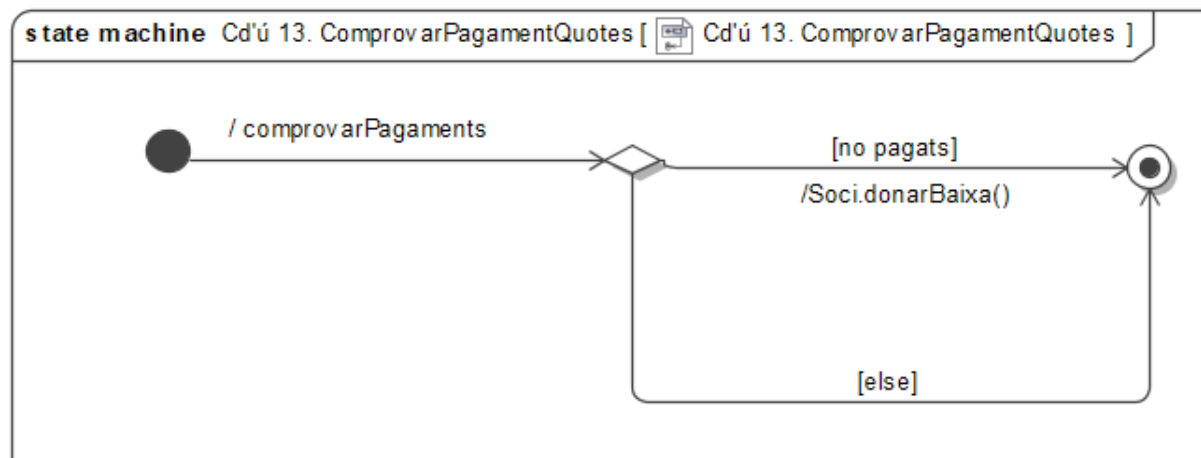 state machine Cd'ú 13. ComprovarPagamentQuotes [ Cd'ú 13. ComprovarPagamentQuotes ]
/ comprovarPagaments
[no pagats]
/Soci.donarBaixa()
[else]